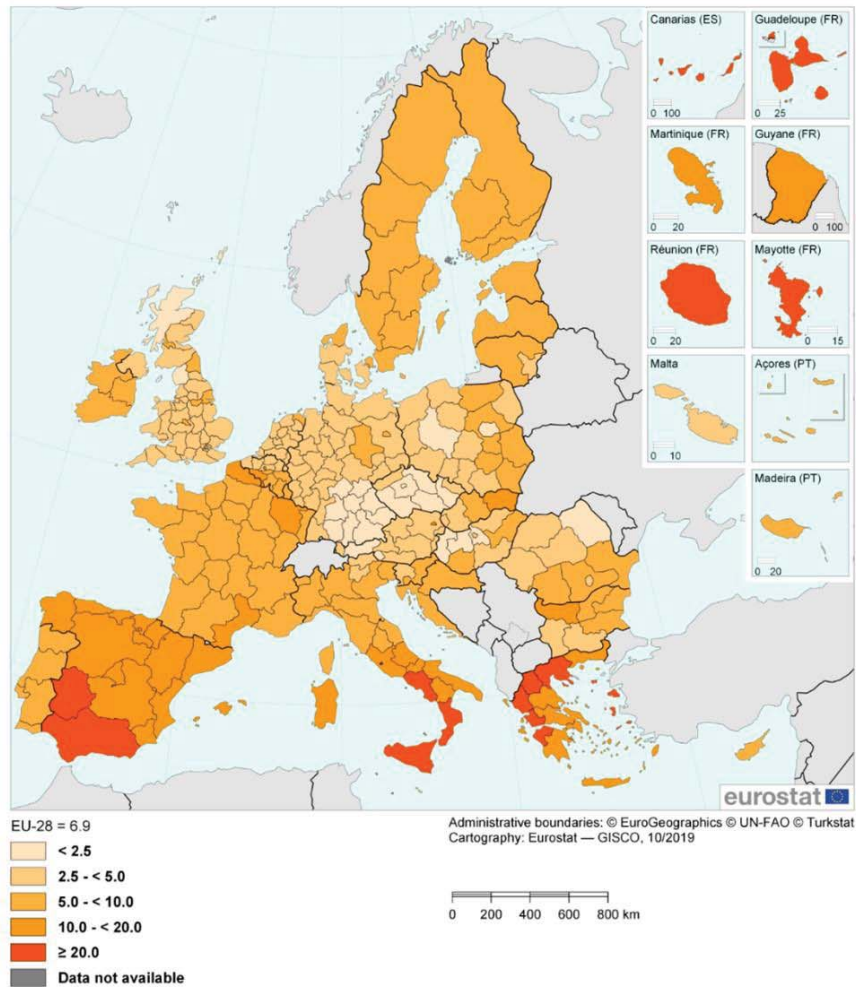 Canarias (ES)
0 100
Guadeloupe (FR)
0 25
Martinique (FR)
0 20
Guyane (FR)
0 100
Réunion (FR)
0 20
Mayotte (FR)
0 15
Malta
0 10
Açores (PT)
0 50
Madeira (PT)
0 20
eurostat
EU-28 = 6.9
Administrative boundaries: © EuroGeographics © UN-FAO © Turkstat
Cartography: Eurostat — GISCO, 10/2019
< 2.5
2.5 - < 5.0
5.0 - < 10.0
10.0 - < 20.0
≥ 20.0
Data not available
0 200 400 600 800 km